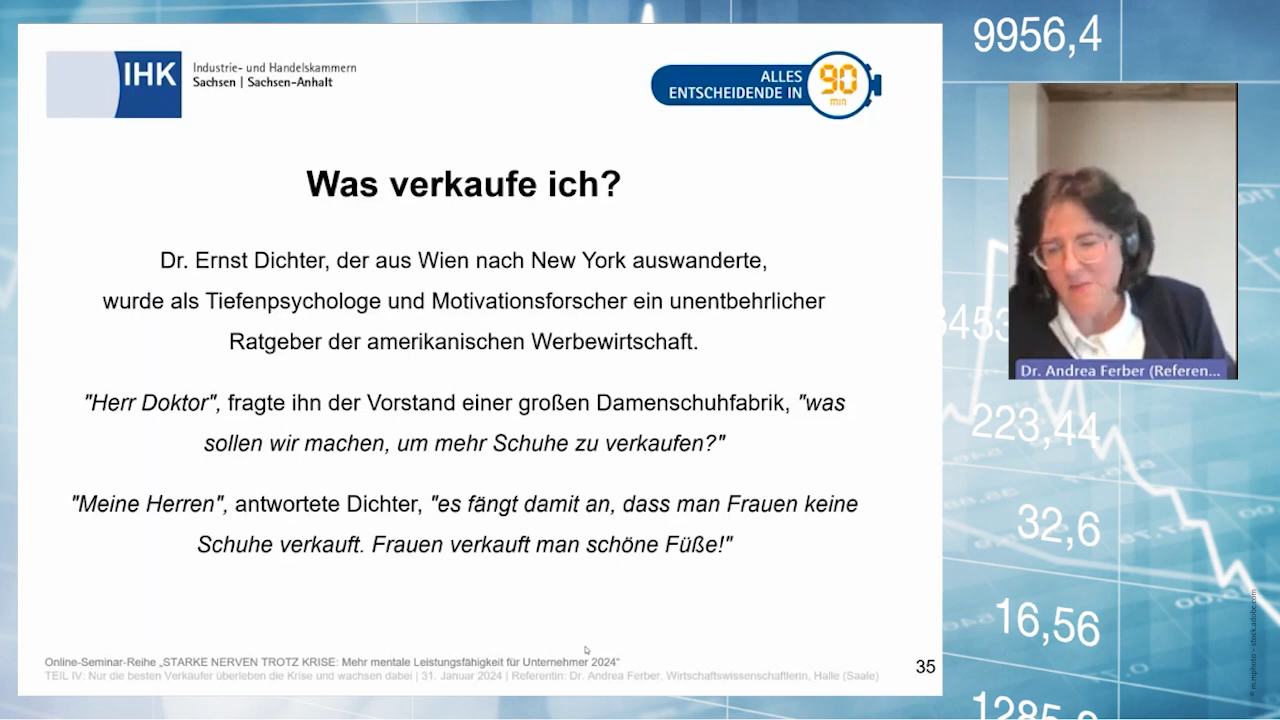 IHK
Industrie- und Handelskammern
Sachsen | Sachsen-Anhalt
ALLES
ENTSCHEIDENDE IN
90
min
Was verkaufe ich?
Dr. Ernst Dichter, der aus Wien nach New York auswanderte,
wurde als Tiefenpsychologe und Motivationsforscher ein unentbehrlicher
Ratgeber der amerikanischen Werbewirtschaft.
"Herr Doktor", fragte ihn der Vorstand einer großen Damenschuhfabrik, "was
sollen wir machen, um mehr Schuhe zu verkaufen?"
"Meine Herren", antwortete Dichter, "es fängt damit an, dass man Frauen keine
Schuhe verkauft. Frauen verkauft man schöne Füße!"
Online-Seminar-Reihe „STARKE NERVEN TROTZ KRISE: Mehr mentale Leistungsfähigkeit für Unternehmer 2024"
TEIL IV: Nur die besten Verkäufer überleben die Krise und wachsen dabei | 31. Januar 2024 | Referentin: Dr. Andrea Ferber, Wirtschaftswissenschaftlerin, Halle (Saale)
35
9956,4
Dr. Andrea Ferber (Referen...
223,44
32,6
16,56